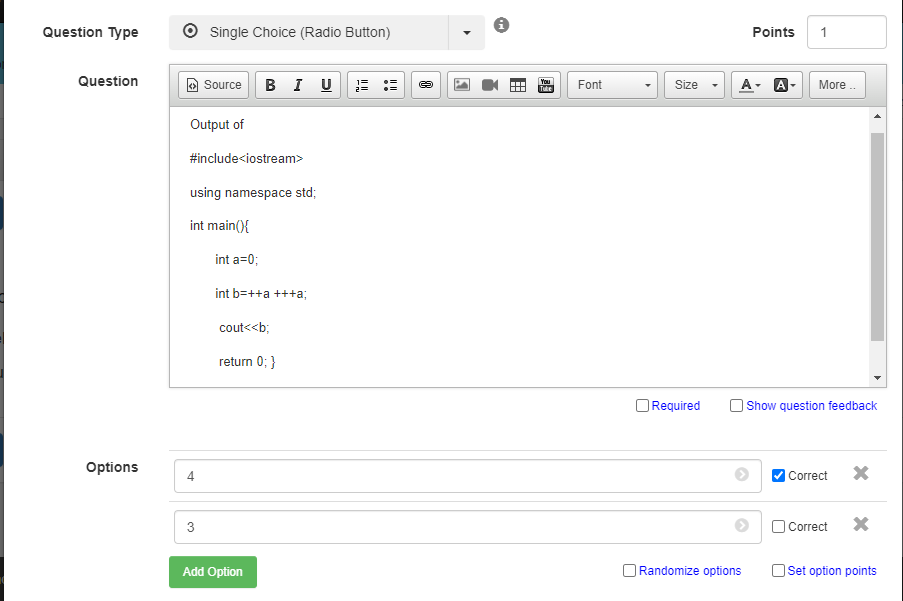 Question Type Single Choice (Radio Button) Points 1
Question Source B I U Font Size A A More ..
Output of
#include<iostream>
using namespace std;
int main(){
int a=0;
int b=++a +++a;
cout<<b;
return 0; }
Required Show question feedback
Options 4 Correct
3 Correct
Add Option Randomize options Set option points